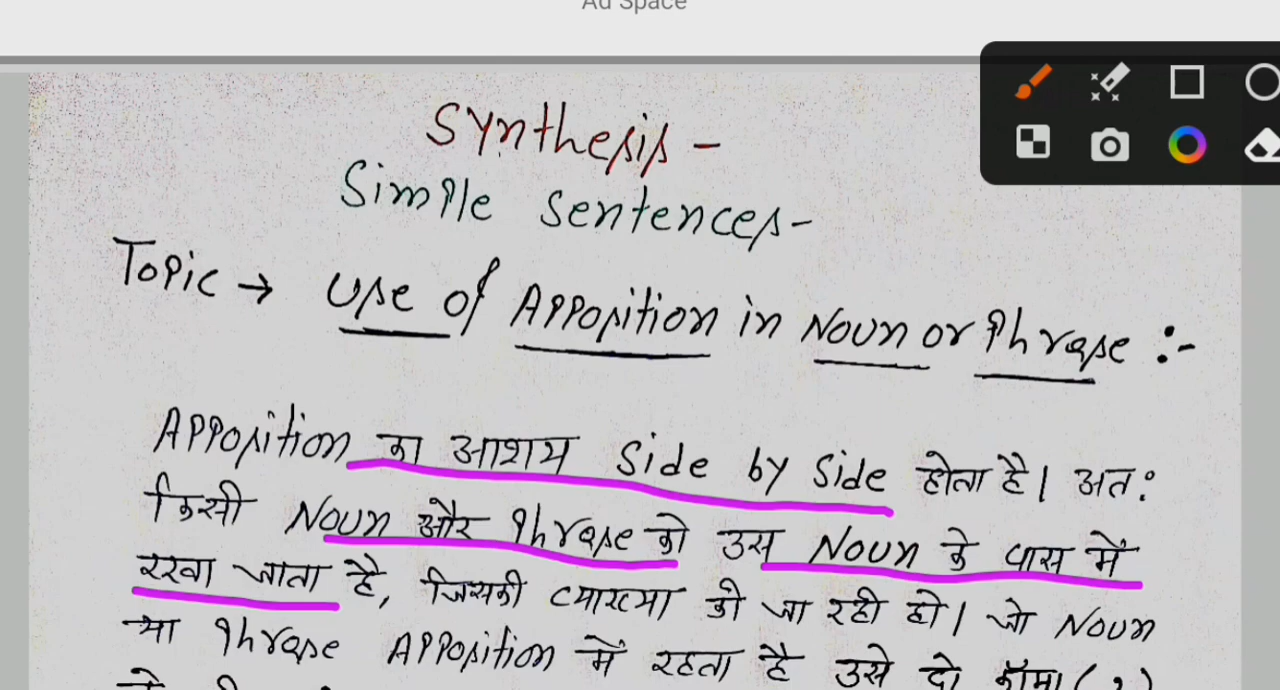 Ad Space
Synthesis -
Simple Sentences-
Topic → Use of Apposition in Noun or Phrase :-
Apposition का आशय Side by Side होता है। अतः
किसी Noun और Phrase को उस Noun के पास में
रखा जाता है, जिसकी व्याख्या की जा रही हो। जो Noun
या Phrase Apposition में रहता है उसे दो कॉमा (,)